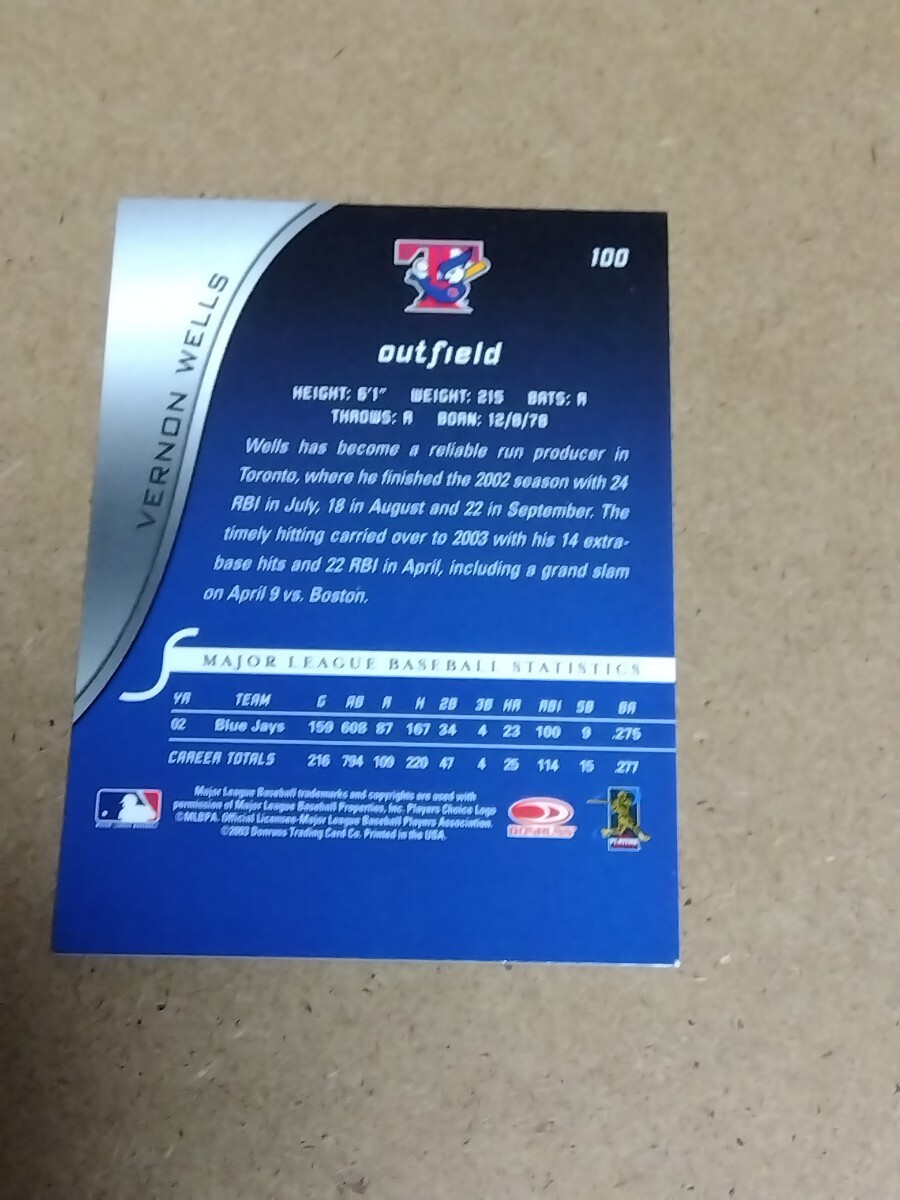 VERNON WELLS
100
outfield
HEIGHT: 6'1" WEIGHT: 215 BATS: R
THROWS: R BORN: 12/8/78
Wells has become a reliable run producer in
Toronto, where he finished the 2002 season with 24
RBI in July, 18 in August and 22 in September. The
timely hitting carried over to 2003 with his 14 extra-
base hits and 22 RBI in April, including a grand slam
on April 9 vs. Boston.
MAJOR LEAGUE BASEBALL STATISTICS
YR TEAM G AB R H 2B 3B HR RBI SB BA
02 Blue Jays 159 608 87 167 34 4 23 100 9 .275
CAREER TOTALS 216 794 109 220 47 4 25 114 15 .277
Major League Baseball trademarks and copyrights are used with
permission of Major League Baseball Properties, Inc. Players Choice Logo
©MLBPA. Official Licensee-Major League Baseball Players Association.
©2003 Donruss Trading Card Co. Printed in the USA.
DONRUSS